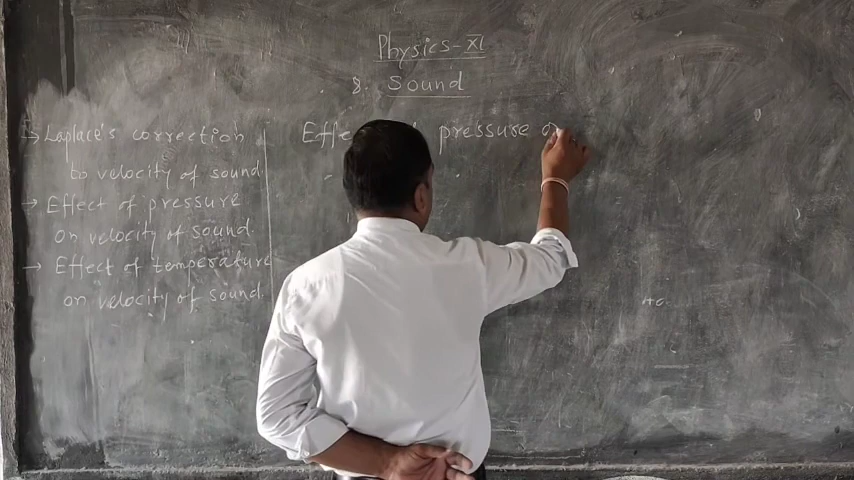 Physics-XI
8. Sound
→ Laplace's correction
to velocity of sound
→ Effect of pressure
on velocity of sound.
→ Effect of temperature
on velocity of sound.
Effe pressure o